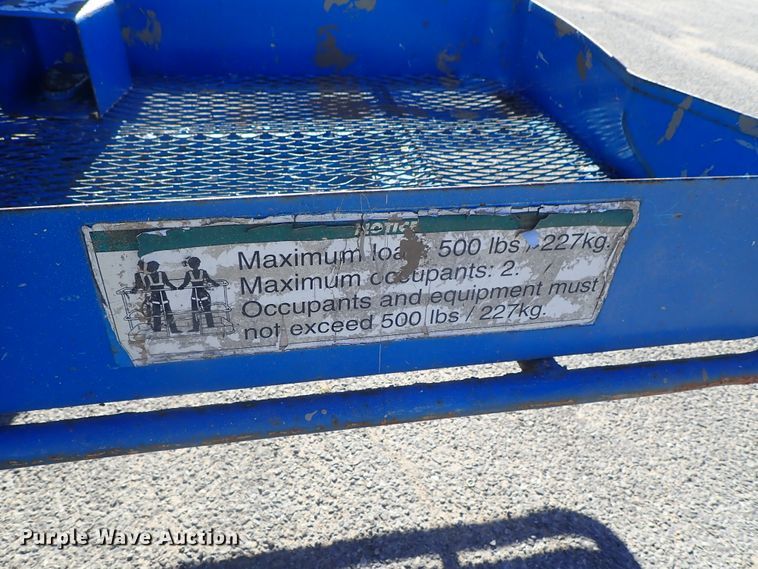 Notice
Maximum load: 500 lbs / 227kg.
Maximum occupants: 2.
Occupants and equipment must
not exceed 500 lbs / 227kg.
Purple Wave Auction